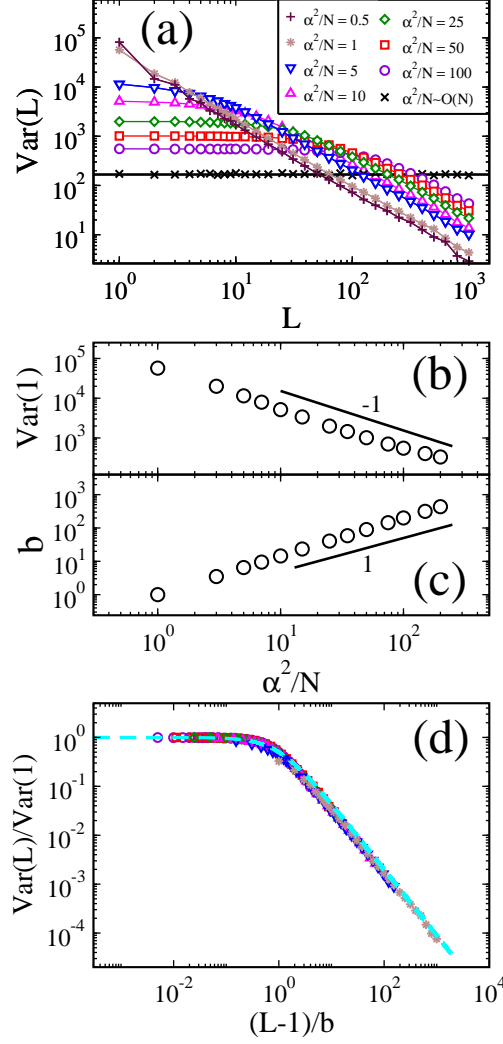 (a)
α²/N = 0.5
α²/N = 1
α²/N = 5
α²/N = 10
α²/N = 25
α²/N = 50
α²/N = 100
α²/N~O(N)
Var(L)
10⁵
10⁴
10³
10²
10¹
10⁰ 10¹ 10² 10³
L
(b)
-1
Var(1)
10⁵
10⁴
10³
(c)
1
b
10³
10²
10¹
10⁰
10⁰ 10¹ 10²
α²/N
(d)
Var(L)/Var(1)
10⁰
10⁻¹
10⁻²
10⁻³
10⁻⁴
10⁻² 10⁰ 10² 10⁴
(L-1)/b